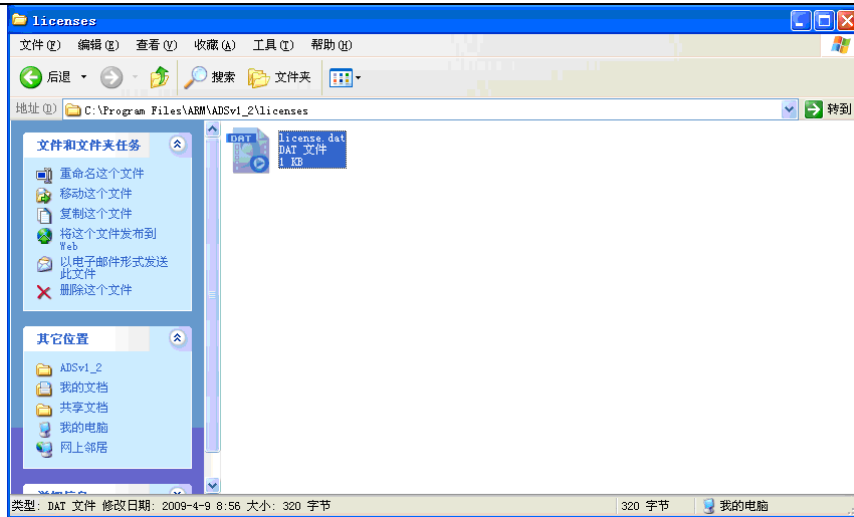 licenses
文件(F) 编辑(E) 查看(V) 收藏(A) 工具(T) 帮助(H)
后退 搜索 文件夹
地址(D) C:\Program Files\ARM\ADSv1_2\licenses 转到
文件和文件夹任务
重命名这个文件
移动这个文件
复制这个文件
将这个文件发布到
Web
以电子邮件形式发送
此文件
删除这个文件
其它位置
ADSv1_2
我的文档
共享文档
我的电脑
网上邻居
详细信息
DAT
license.dat
DAT 文件
1 KB
类型: DAT 文件 修改日期: 2009-4-9 8:56 大小: 320 字节 320 字节 我的电脑